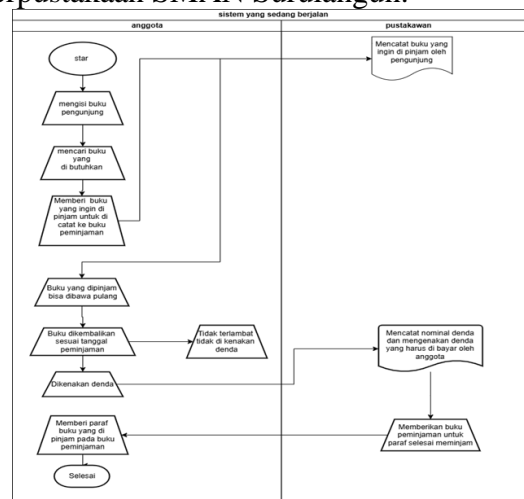 sistem yang sedang berjalan
anggota
pustakawan
star
Mencatat buku yang
ingin di pinjam oleh
pengunjung
mengisi buku
pengunjung
mencari buku
yang
di butuhkan
Memberi buku
yang ingin di
pinjam untuk di
catat ke buku
peminjaman
Buku yang dipinjam
bisa dibawa pulang
Buku dikembalikan
sesuai tanggal
peminjaman
Tidak terlambat
tidak di kenakan
denda
Mencatat nominal denda
dan mengenakan denda
yang harus di bayar oleh
anggota
Dikenakan denda
Memberi paraf
buku yang di
pinjam pada buku
peminjaman
Memberikan buku
peminjaman untuk
paraf selesai meminjam
Selesai